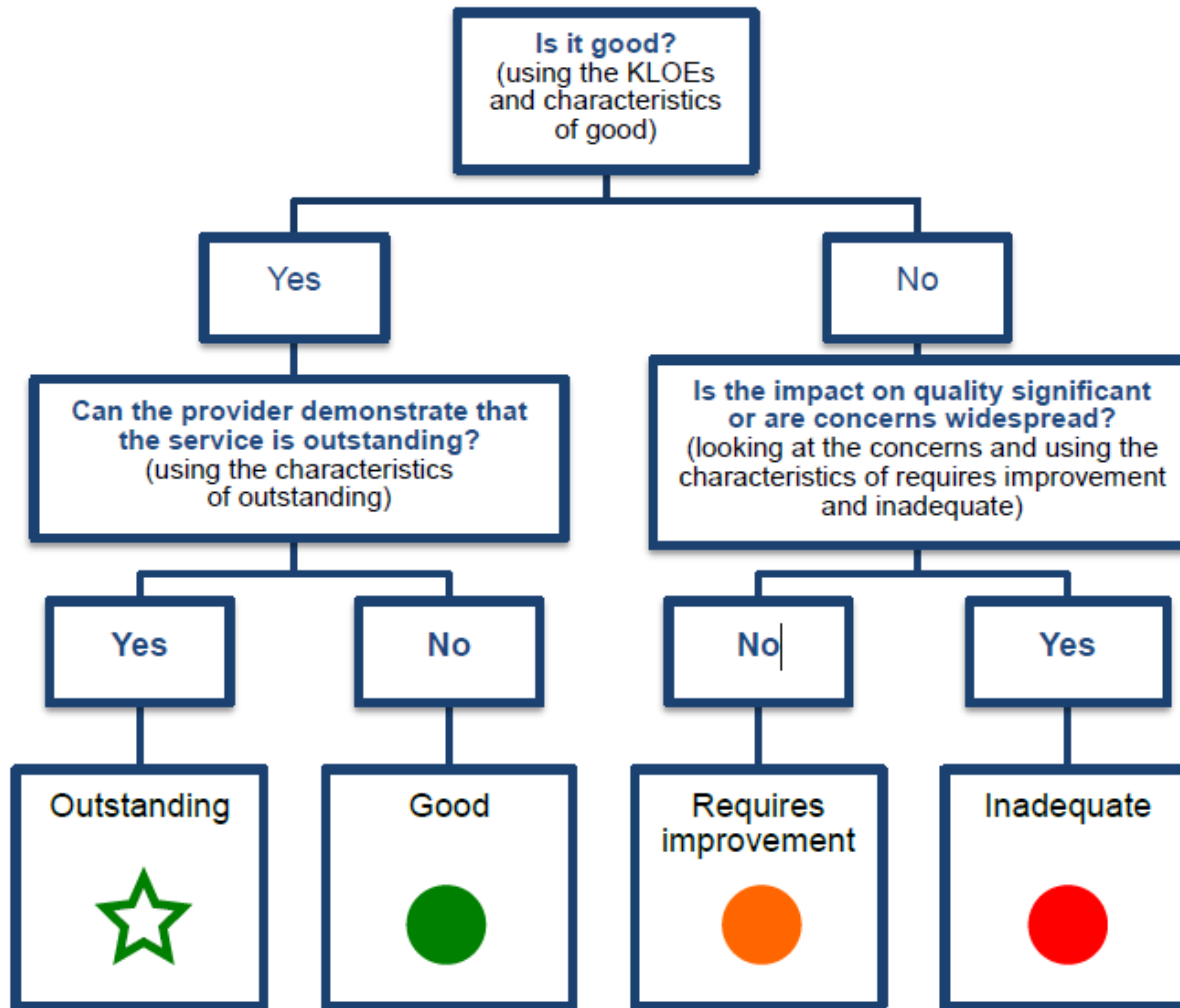 Is it good?
(using the KLOEs
and characteristics
of good)
Yes
No
Can the provider demonstrate that
the service is outstanding?
(using the characteristics
of outstanding)
Is the impact on quality significant
or are concerns widespread?
(looking at the concerns and using the
characteristics of requires improvement
and inadequate)
Yes
No
No
Yes
Outstanding
Good
Requires
improvement
Inadequate